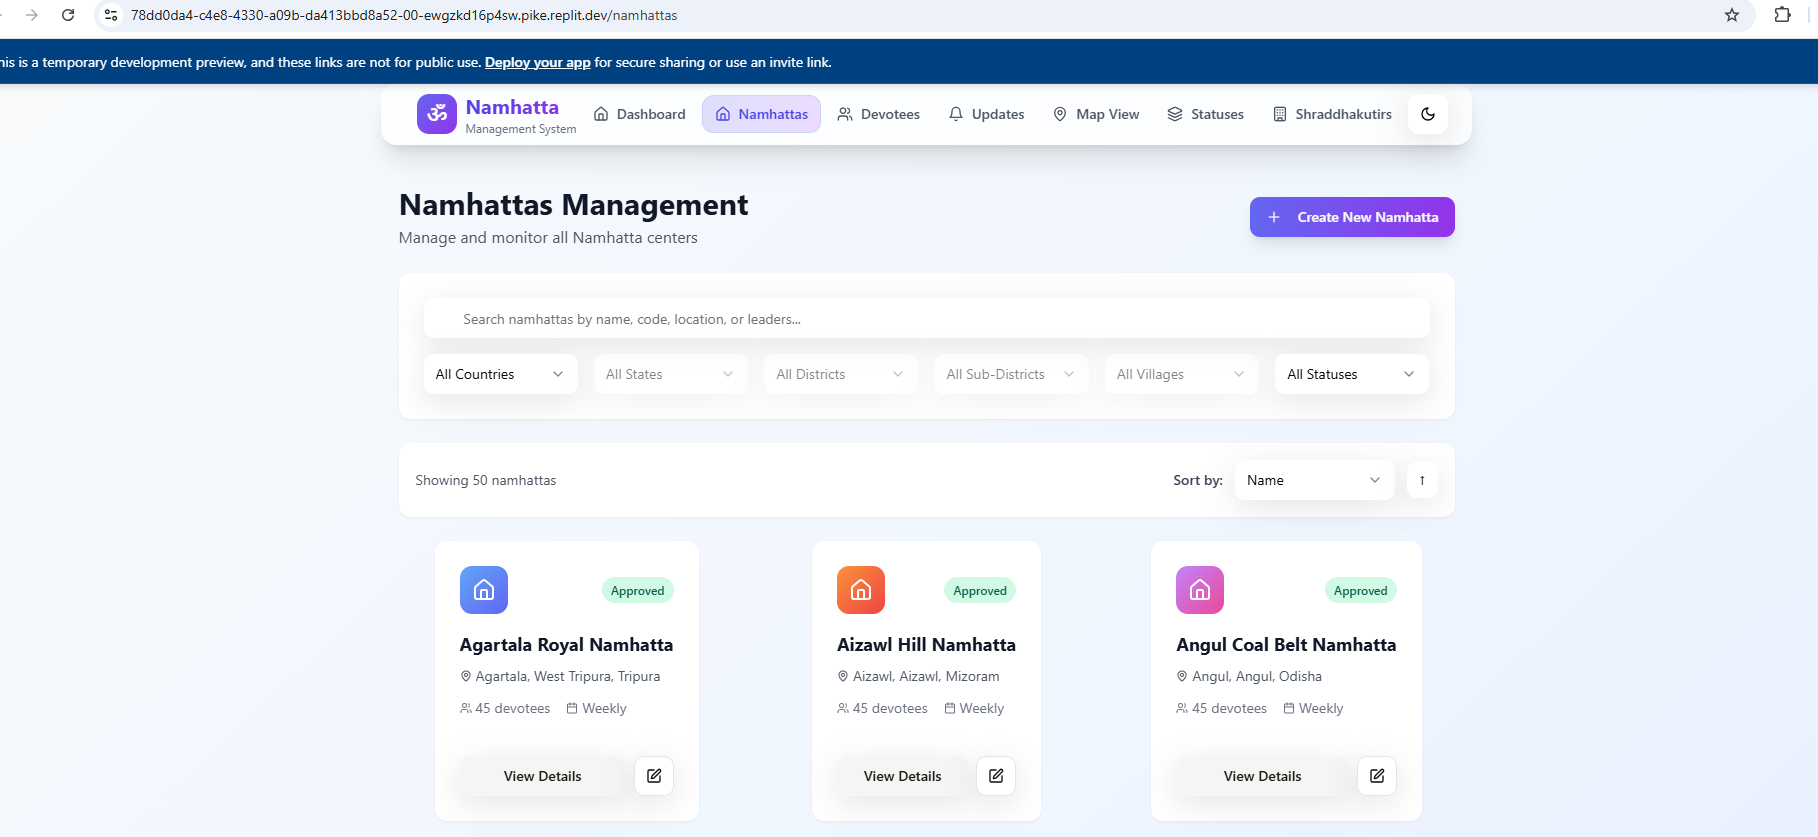 78dd0da4-c4e8-4330-a09b-da413bbd8a52-00-ewgzkd16p4sw.pike.replit.dev/namhattas
his is a temporary development preview, and these links are not for public use. Deploy your app for secure sharing or use an invite link.
ॐ Namhatta
Management System
Dashboard Namhattas Devotees Updates Map View Statuses Shraddhakutirs
Namhattas Management
Manage and monitor all Namhatta centers
+ Create New Namhatta
Search namhattas by name, code, location, or leaders...
All Countries All States All Districts All Sub-Districts All Villages All Statuses
Showing 50 namhattas Sort by: Name ↑
Approved Approved Approved
Agartala Royal Namhatta Aizawl Hill Namhatta Angul Coal Belt Namhatta
Agartala, West Tripura, Tripura Aizawl, Aizawl, Mizoram Angul, Angul, Odisha
45 devotees Weekly 45 devotees Weekly 45 devotees Weekly
View Details View Details View Details